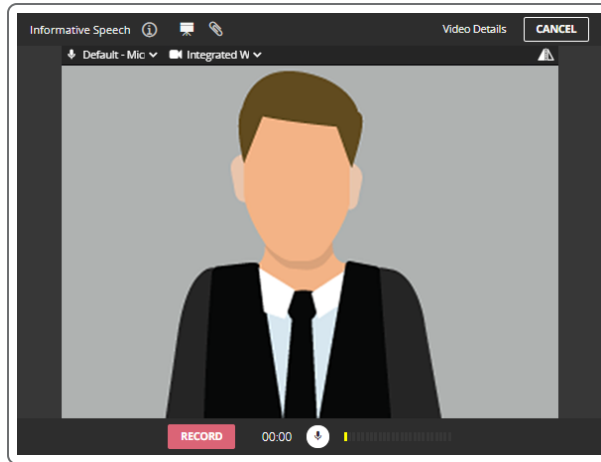 Informative Speech Video Details CANCEL
Default - Mic Integrated W
RECORD 00:00